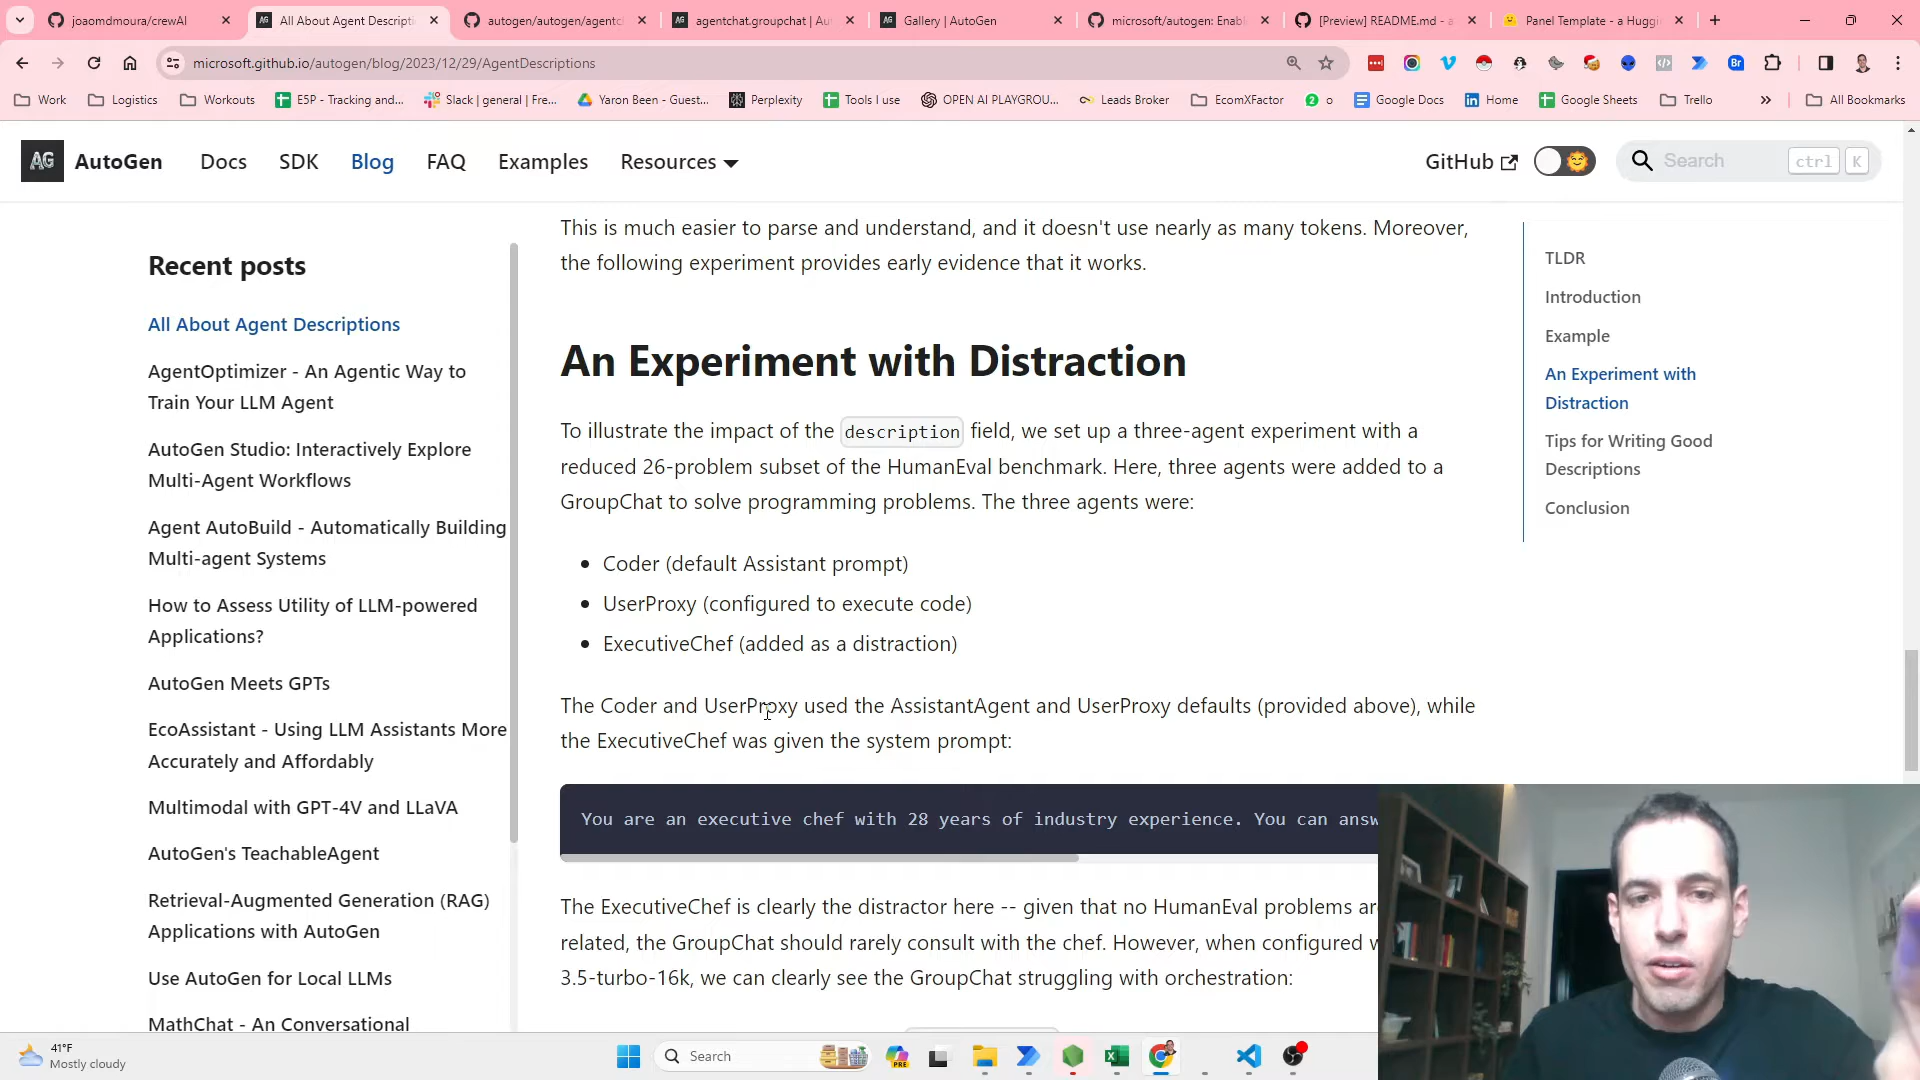 joaomdmoura/crewAI
All About Agent Descripti
autogen/autogen/agentc
agentchat.groupchat | Au
Gallery | AutoGen
microsoft/autogen: Enab
[Preview] README.md - a
Panel Template - a Huggi
microsoft.github.io/autogen/blog/2023/12/29/AgentDescriptions
Work
Logistics
Workouts
E5P - Tracking and...
Slack | general | Fre...
Yaron Been - Guest...
Perplexity
Tools I use
OPEN AI PLAYGROU...
Leads Broker
EcomXFactor
2 o
Google Docs
Home
Google Sheets
Trello
All Bookmarks
AG AutoGen
Docs
SDK
Blog
FAQ
Examples
Resources
GitHub
Search
ctrl K
Recent posts
All About Agent Descriptions
AgentOptimizer - An Agentic Way to
Train Your LLM Agent
AutoGen Studio: Interactively Explore
Multi-Agent Workflows
Agent AutoBuild - Automatically Building
Multi-agent Systems
How to Assess Utility of LLM-powered
Applications?
AutoGen Meets GPTs
EcoAssistant - Using LLM Assistants More
Accurately and Affordably
Multimodal with GPT-4V and LLaVA
AutoGen's TeachableAgent
Retrieval-Augmented Generation (RAG)
Applications with AutoGen
Use AutoGen for Local LLMs
MathChat - An Conversational
This is much easier to parse and understand, and it doesn't use nearly as many tokens. Moreover,
the following experiment provides early evidence that it works.
An Experiment with Distraction
To illustrate the impact of the description field, we set up a three-agent experiment with a
reduced 26-problem subset of the HumanEval benchmark. Here, three agents were added to a
GroupChat to solve programming problems. The three agents were:
Coder (default Assistant prompt)
UserProxy (configured to execute code)
ExecutiveChef (added as a distraction)
The Coder and UserProxy used the AssistantAgent and UserProxy defaults (provided above), while
the ExecutiveChef was given the system prompt:
You are an executive chef with 28 years of industry experience. You can answ
The ExecutiveChef is clearly the distractor here -- given that no HumanEval problems ar
related, the GroupChat should rarely consult with the chef. However, when configured w
3.5-turbo-16k, we can clearly see the GroupChat struggling with orchestration:
TLDR
Introduction
Example
An Experiment with
Distraction
Tips for Writing Good
Descriptions
Conclusion
41°F
Mostly cloudy
Search
PRE